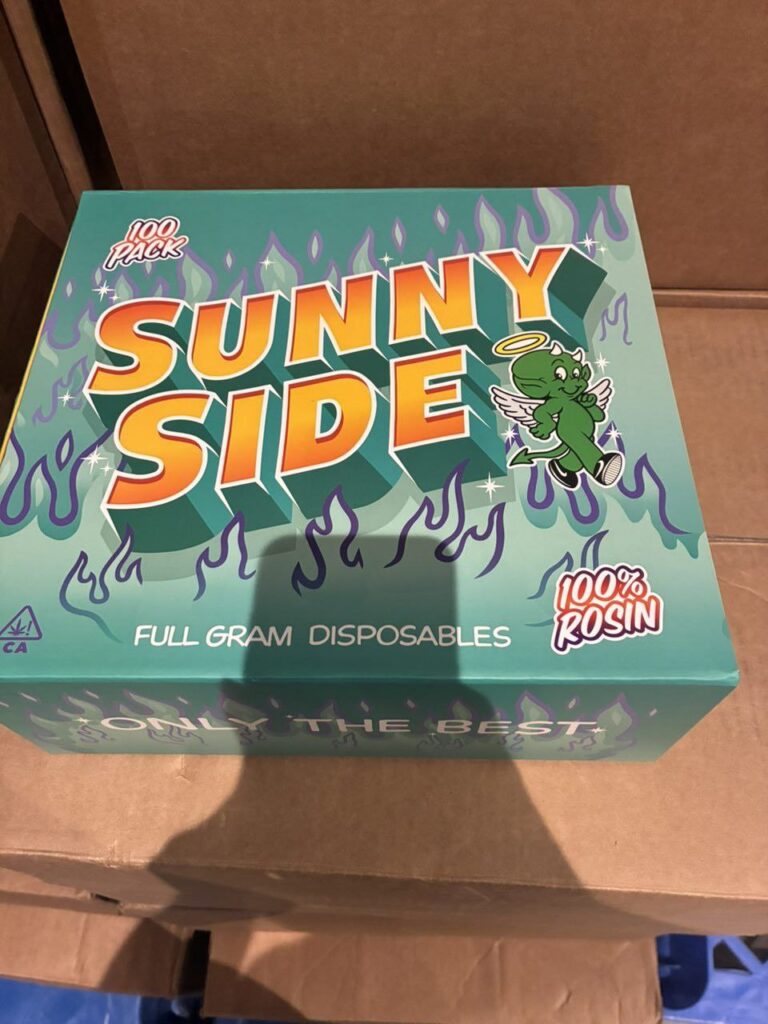 100
PACK
SUNNY
SIDE
100%
ROSIN
FULL GRAM DISPOSABLES
CA
ONLY THE BEST